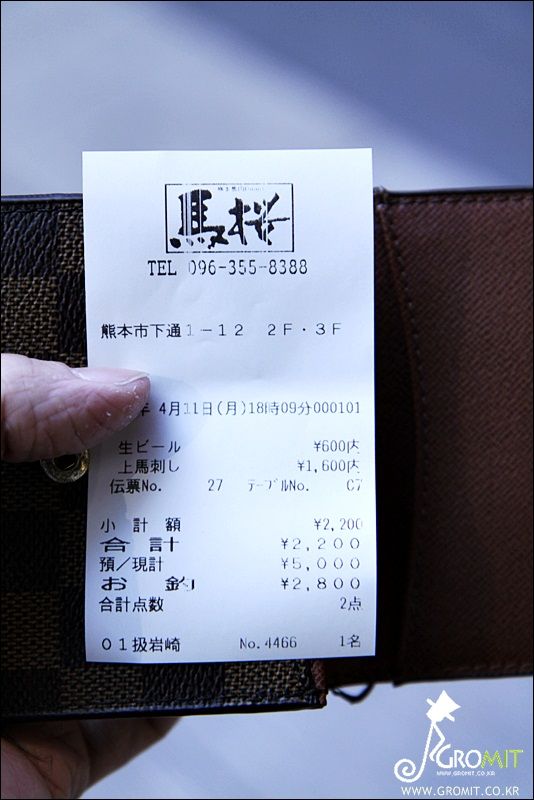 馬桜
TEL 096-355-8388
熊本市下通1-12 2F・3F
年 4月11日(月)18時09分000101
生ビール ¥600内
上馬刺し ¥1,600内
伝票No. 27 テーブルNo. C7
小計額 ¥2,200
合計 ¥2,200
預/現計 ¥5,000
お釣 ¥2,800
合計点数 2点
01扱岩崎 No.4466 1名
GROMIT
WWW.GROMIT.CO.KR
WWW.GROMIT.CO.KR